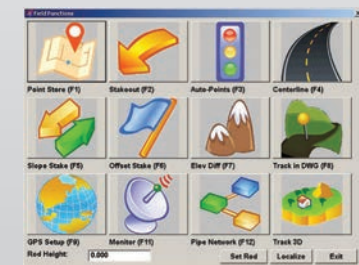 Field Functions
Point Store (F1) Stakeout (F2) Auto-Points (F3) Centerline (F4)
Slope Stake (F5) Offset Stake (F6) Elev Diff (F7) Track in DWG (F8)
GPS Setup (F9) Monitor (F11) Pipe Network (F12) Track 3D
Rod Height: 0.000 Set Rod Localize Exit